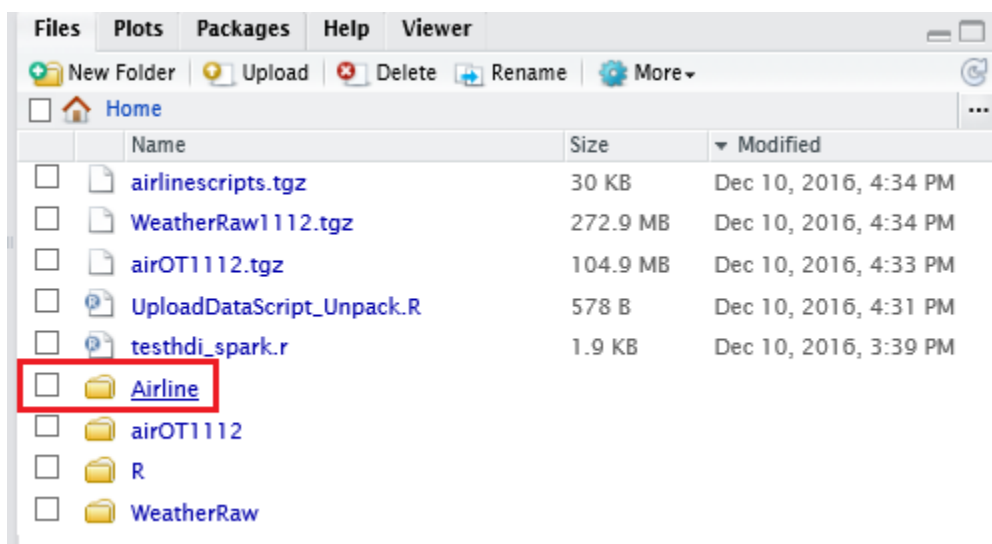 Files Plots Packages Help Viewer
New Folder Upload Delete Rename More
Home ...
Name Size Modified
airlinescripts.tgz 30 KB Dec 10, 2016, 4:34 PM
WeatherRaw1112.tgz 272.9 MB Dec 10, 2016, 4:34 PM
airOT1112.tgz 104.9 MB Dec 10, 2016, 4:33 PM
UploadDataScript_Unpack.R 578 B Dec 10, 2016, 4:31 PM
testhdi_spark.r 1.9 KB Dec 10, 2016, 3:39 PM
Airline
airOT1112
R
WeatherRaw